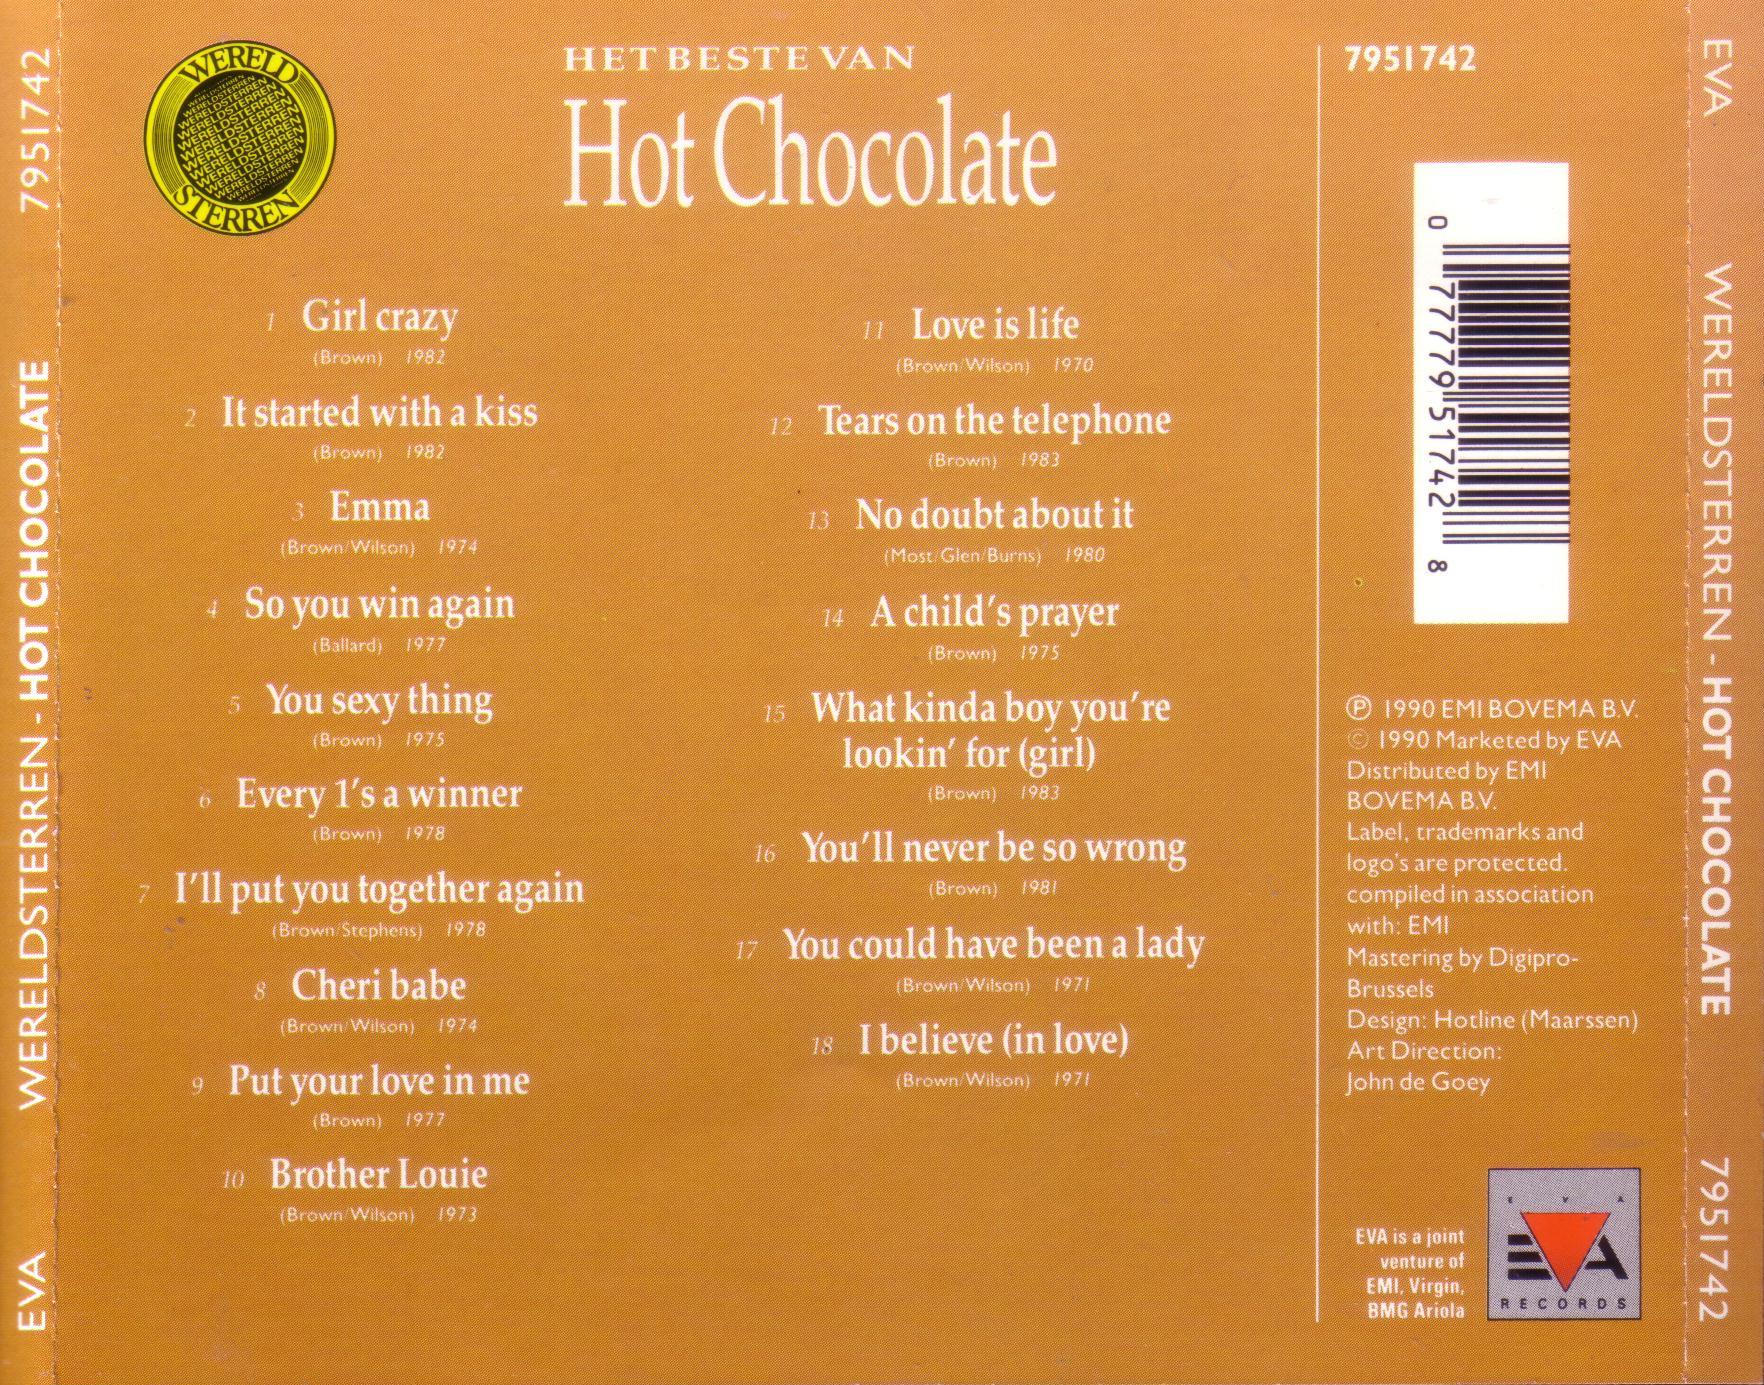 7951742
WERELDSTERREN - HOT CHOCOLATE
EVA
WERELD
WERELDSTERREN
WERELDSTERREN
WERELDSTERREN
WERELDSTERREN
WERELDSTERREN
WERELDSTERREN
WERELDSTERREN
WERELDSTERREN
WERELDSTERREN
WERELDSTERREN
STERREN
HET BESTE VAN
Hot Chocolate
1 Girl crazy
(Brown) 1982
2 It started with a kiss
(Brown) 1982
3 Emma
(Brown/Wilson) 1974
4 So you win again
(Ballard) 1977
5 You sexy thing
(Brown) 1975
6 Every 1's a winner
(Brown) 1978
7 I'll put you together again
(Brown/Stephens) 1978
8 Cheri babe
(Brown/Wilson) 1974
9 Put your love in me
(Brown) 1977
10 Brother Louie
(Brown/Wilson) 1973
11 Love is life
(Brown/Wilson) 1970
12 Tears on the telephone
(Brown) 1983
13 No doubt about it
(Most/Glen/Burns) 1980
14 A child's prayer
(Brown) 1975
15 What kinda boy you're
lookin' for (girl)
(Brown) 1983
16 You'll never be so wrong
(Brown) 1981
17 You could have been a lady
(Brown/Wilson) 1971
18 I believe (in love)
(Brown/Wilson) 1971
7951742
0 77779 51742 8
℗ 1990 EMI BOVEMA B.V.
© 1990 Marketed by EVA
Distributed by EMI
BOVEMA B.V.
Label, trademarks and
logo's are protected.
compiled in association
with: EMI
Mastering by Digipro-
Brussels
Design: Hotline (Maarssen)
Art Direction:
John de Goey
EVA is a joint
venture of
EMI, Virgin,
BMG Ariola
E V A
EVA
RECORDS
EVA
WERELDSTERREN - HOT CHOCOLATE
7951742